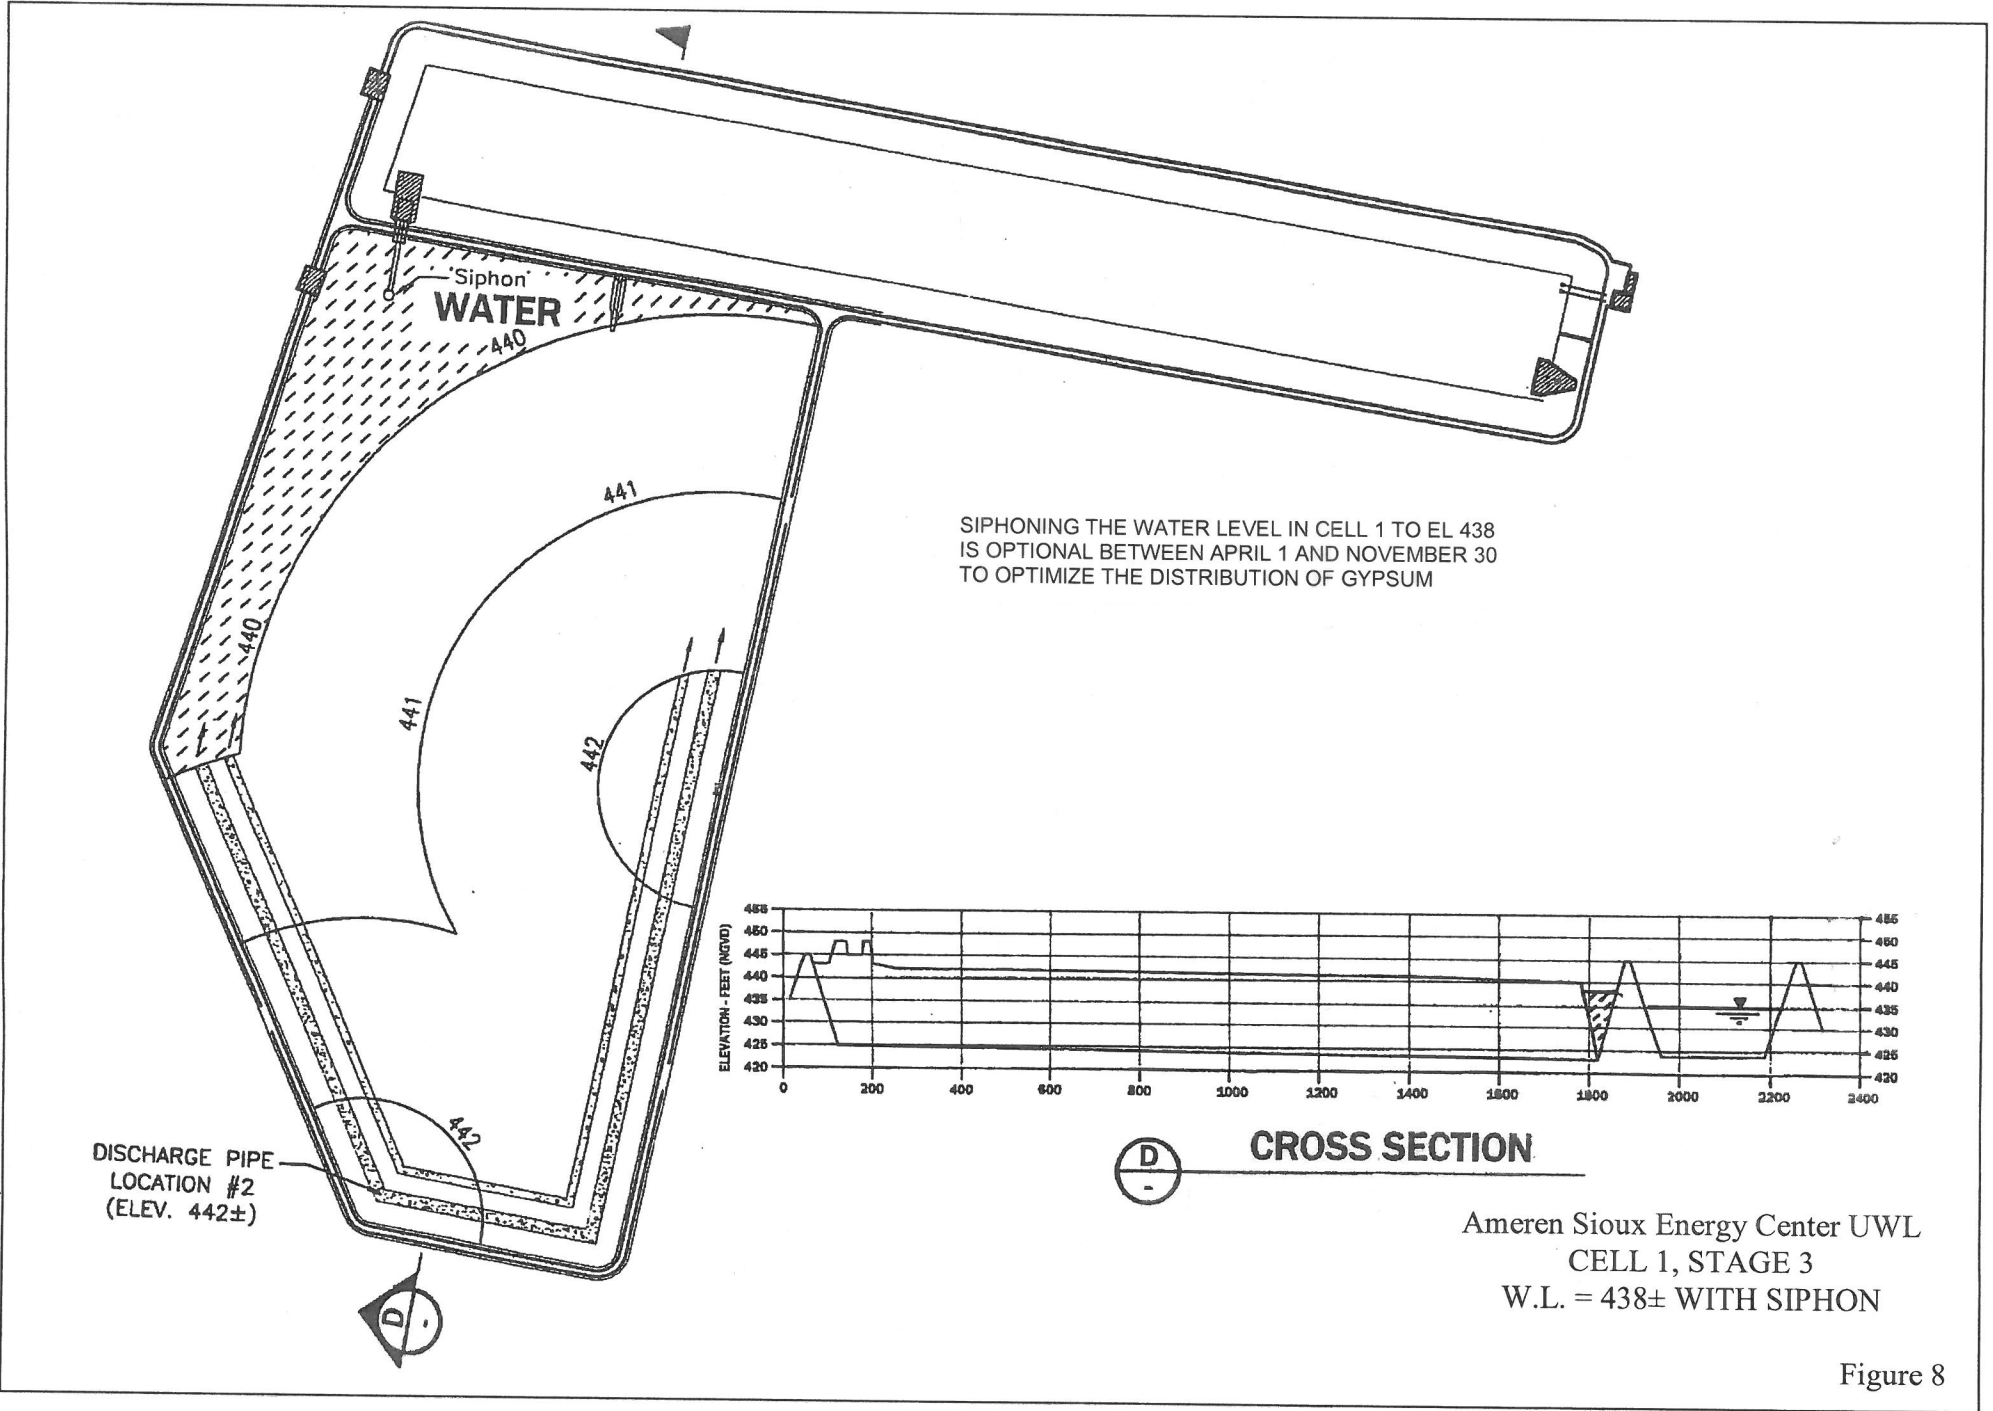 'Siphon'
WATER
440
441
440
441
442
442
SIPHONING THE WATER LEVEL IN CELL 1 TO EL 438
IS OPTIONAL BETWEEN APRIL 1 AND NOVEMBER 30
TO OPTIMIZE THE DISTRIBUTION OF GYPSUM
DISCHARGE PIPE
LOCATION #2
(ELEV. 442±)
D
-
ELEVATION - FEET (NGVD)
455
450
445
440
435
430
425
420
455
450
445
440
435
430
425
420
0 200 400 600 800 1000 1200 1400 1600 1800 2000 2200 2400
D
-
CROSS SECTION
Ameren Sioux Energy Center UWL
CELL 1, STAGE 3
W.L. = 438± WITH SIPHON
Figure 8